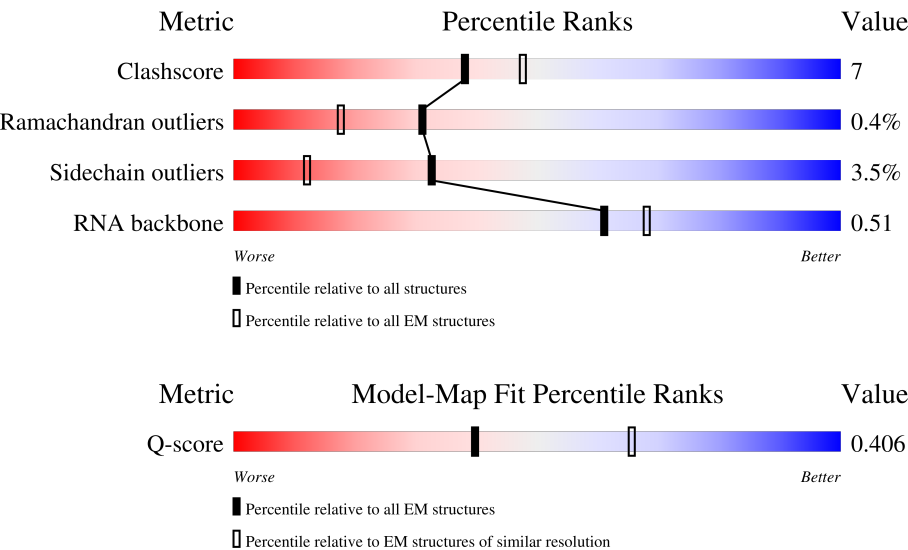 Metric Percentile Ranks Value
Clashscore 7
Ramachandran outliers 0.4%
Sidechain outliers 3.5%
RNA backbone 0.51
Worse Better
Percentile relative to all structures
Percentile relative to all EM structures
Metric Model-Map Fit Percentile Ranks Value
Q-score 0.406
Worse Better
Percentile relative to all EM structures
Percentile relative to EM structures of similar resolution